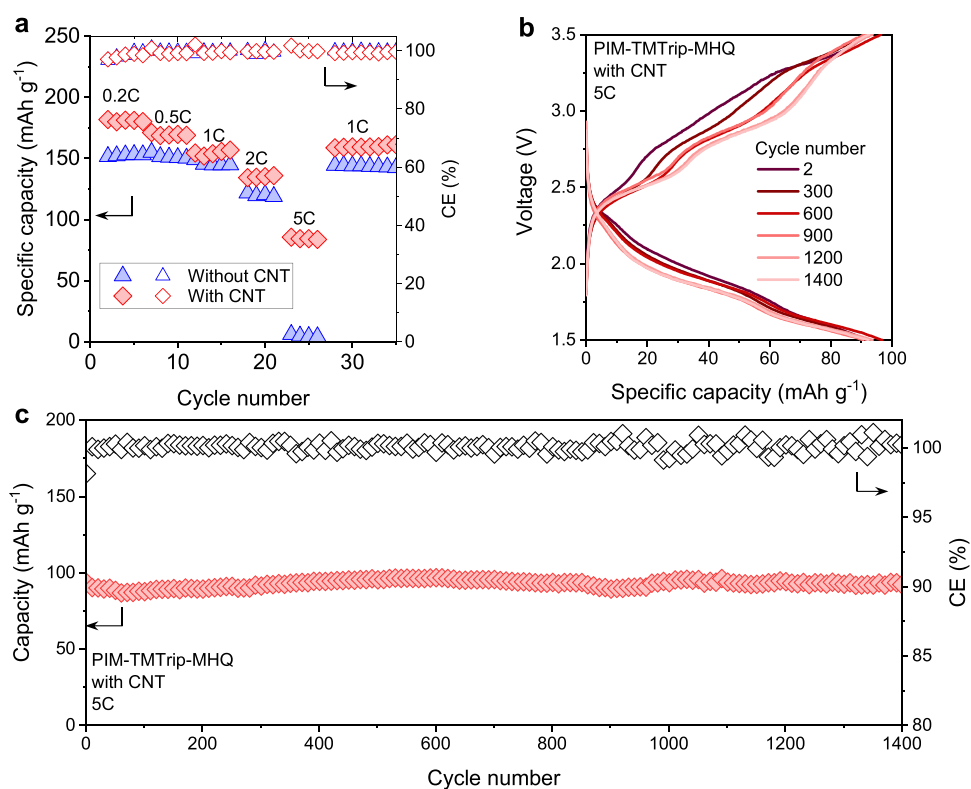 a
250
200
150
100
50
0
Specific capacity (mAh g-1)
0.2C
0.5C
1C
2C
5C
1C
Without CNT
With CNT
100
80
60
40
20
0
CE (%)
0
10
20
30
Cycle number
b
3.5
3.0
2.5
2.0
1.5
Voltage (V)
PIM-TMTrip-MHQ
with CNT
5C
Cycle number
2
300
600
900
1200
1400
0
20
40
60
80
100
Specific capacity (mAh g-1)
c
200
150
100
50
0
Capacity (mAh g-1)
PIM-TMTrip-MHQ
with CNT
5C
100
95
90
85
80
CE (%)
0
200
400
600
800
1000
1200
1400
Cycle number